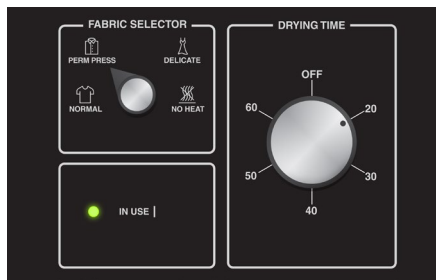 FABRIC SELECTOR
PERM PRESS
DELICATE
NORMAL
NO HEAT
IN USE
DRYING TIME
OFF
60
20
50
30
40